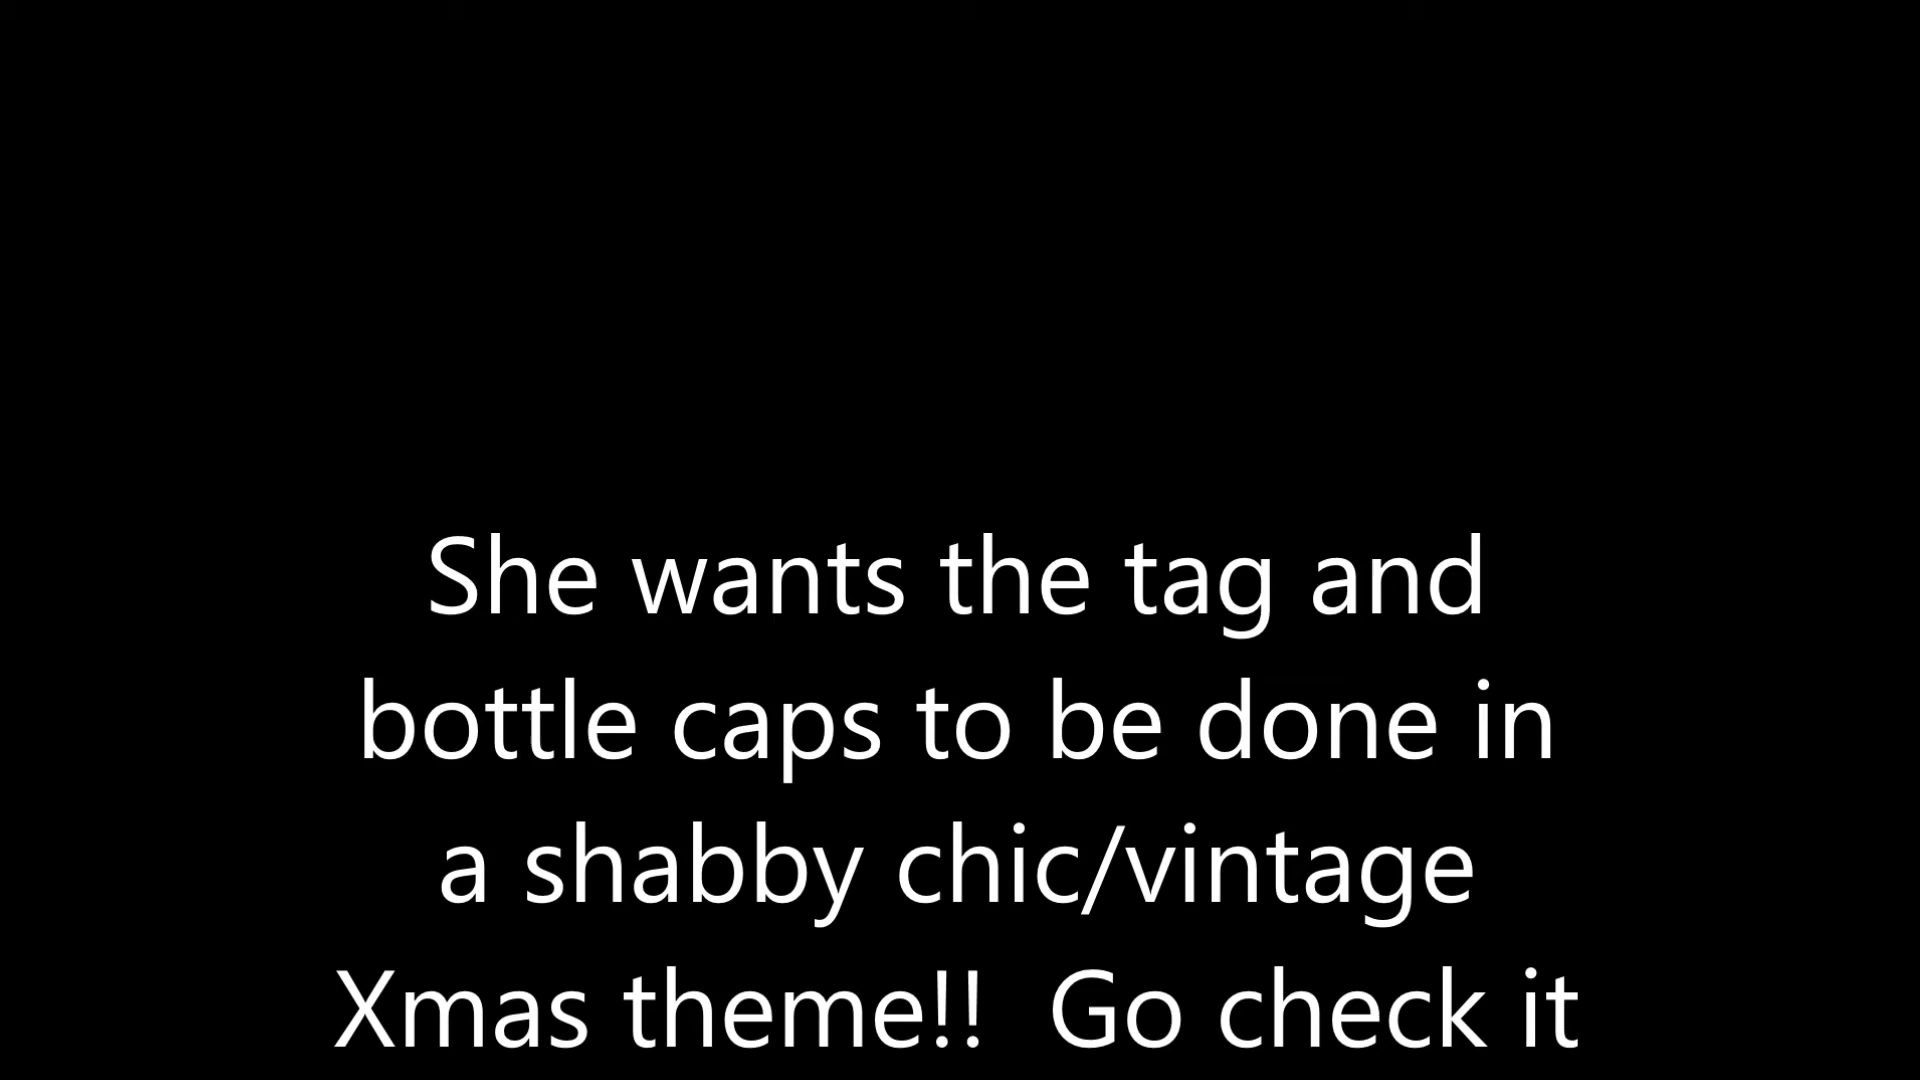 She wants the tag and
bottle caps to be done in
a shabby chic/vintage
Xmas theme!!  Go check it